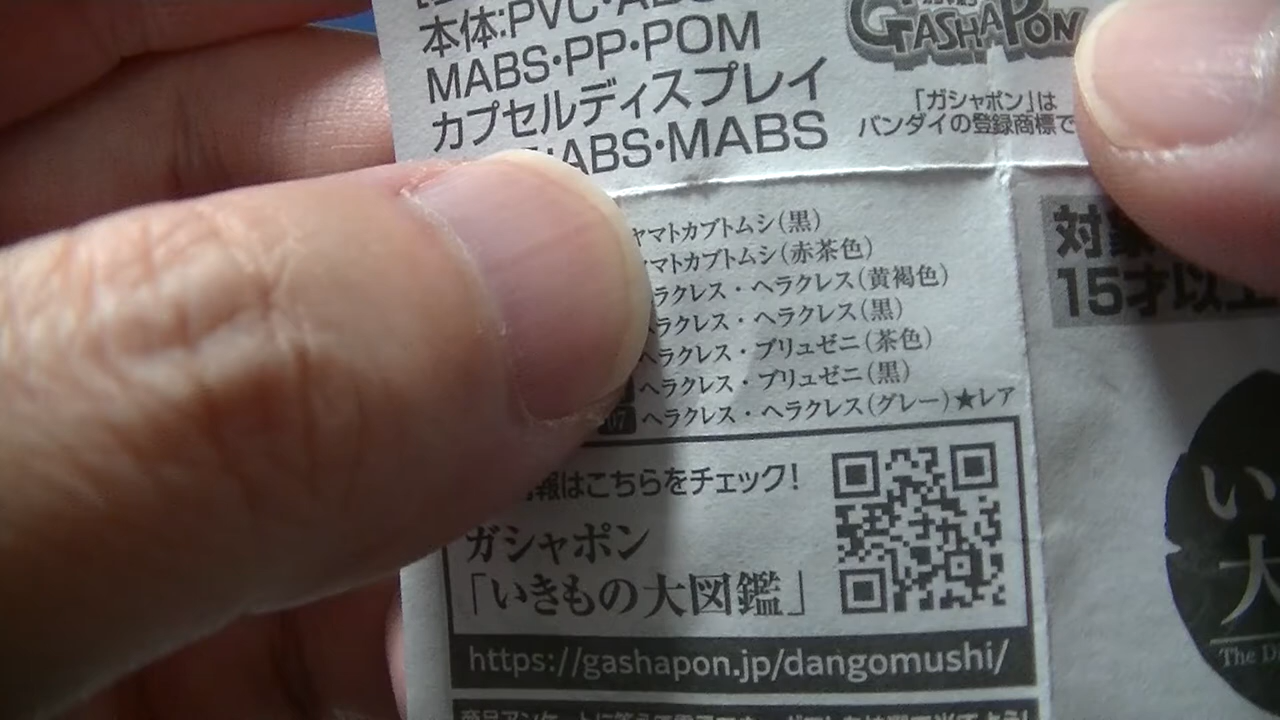 本体:PVC・ABS
MABS・PP・POM
カプセルディスプレイ
:ABS・MABS
GASHAPON
「ガシャポン」は
バンダイの登録商標で
ヤマトカブトムシ(黒)
マトカブトムシ(赤茶色)
ラクレス・ヘラクレス(黄褐色)
ラクレス・ヘラクレス(黒)
ヘラクレス・ブリュゼニ(茶色)
ヘラクレス・ブリュゼニ(黒)
07 ヘラクレス・ヘラクレス(グレー)★レア
対象
15才以上
報はこちらをチェック!
ガシャポン
「いきもの大図鑑」
https://gashapon.jp/dangomushi/
い
大
The D